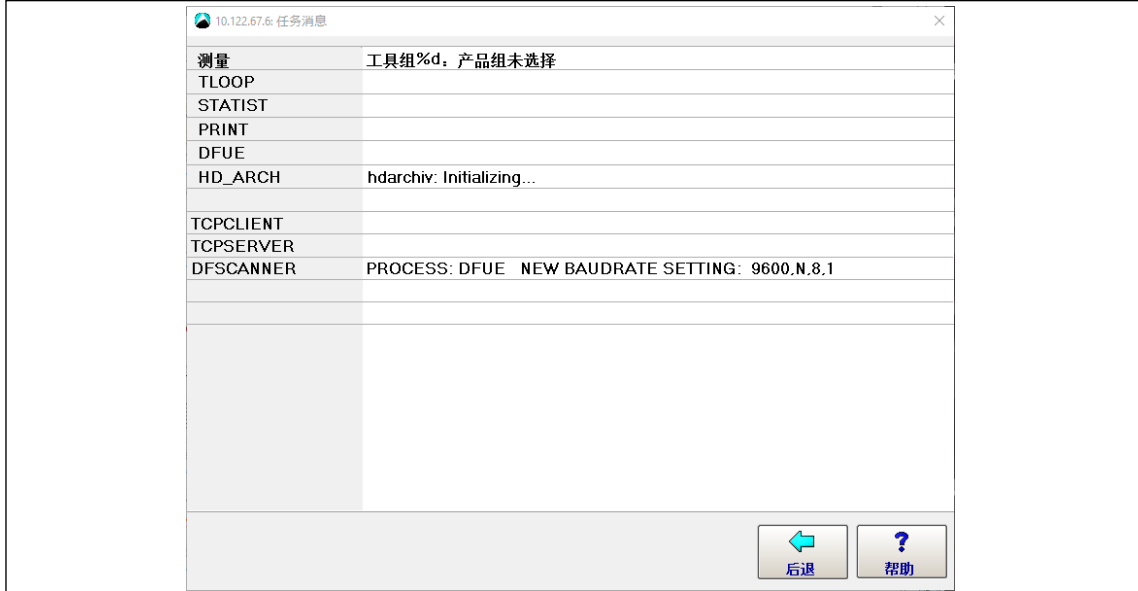 10.122.67.6: 任务消息
测量 工具组%d：产品组未选择
TLOOP
STATIST
PRINT
DFUE
HD_ARCH hdarchiv: Initializing...
TCPCLIENT
TCPSERVER
DFSCANNER PROCESS: DFUE NEW BAUDRATE SETTING: 9600,N,8,1
后退
? 帮助